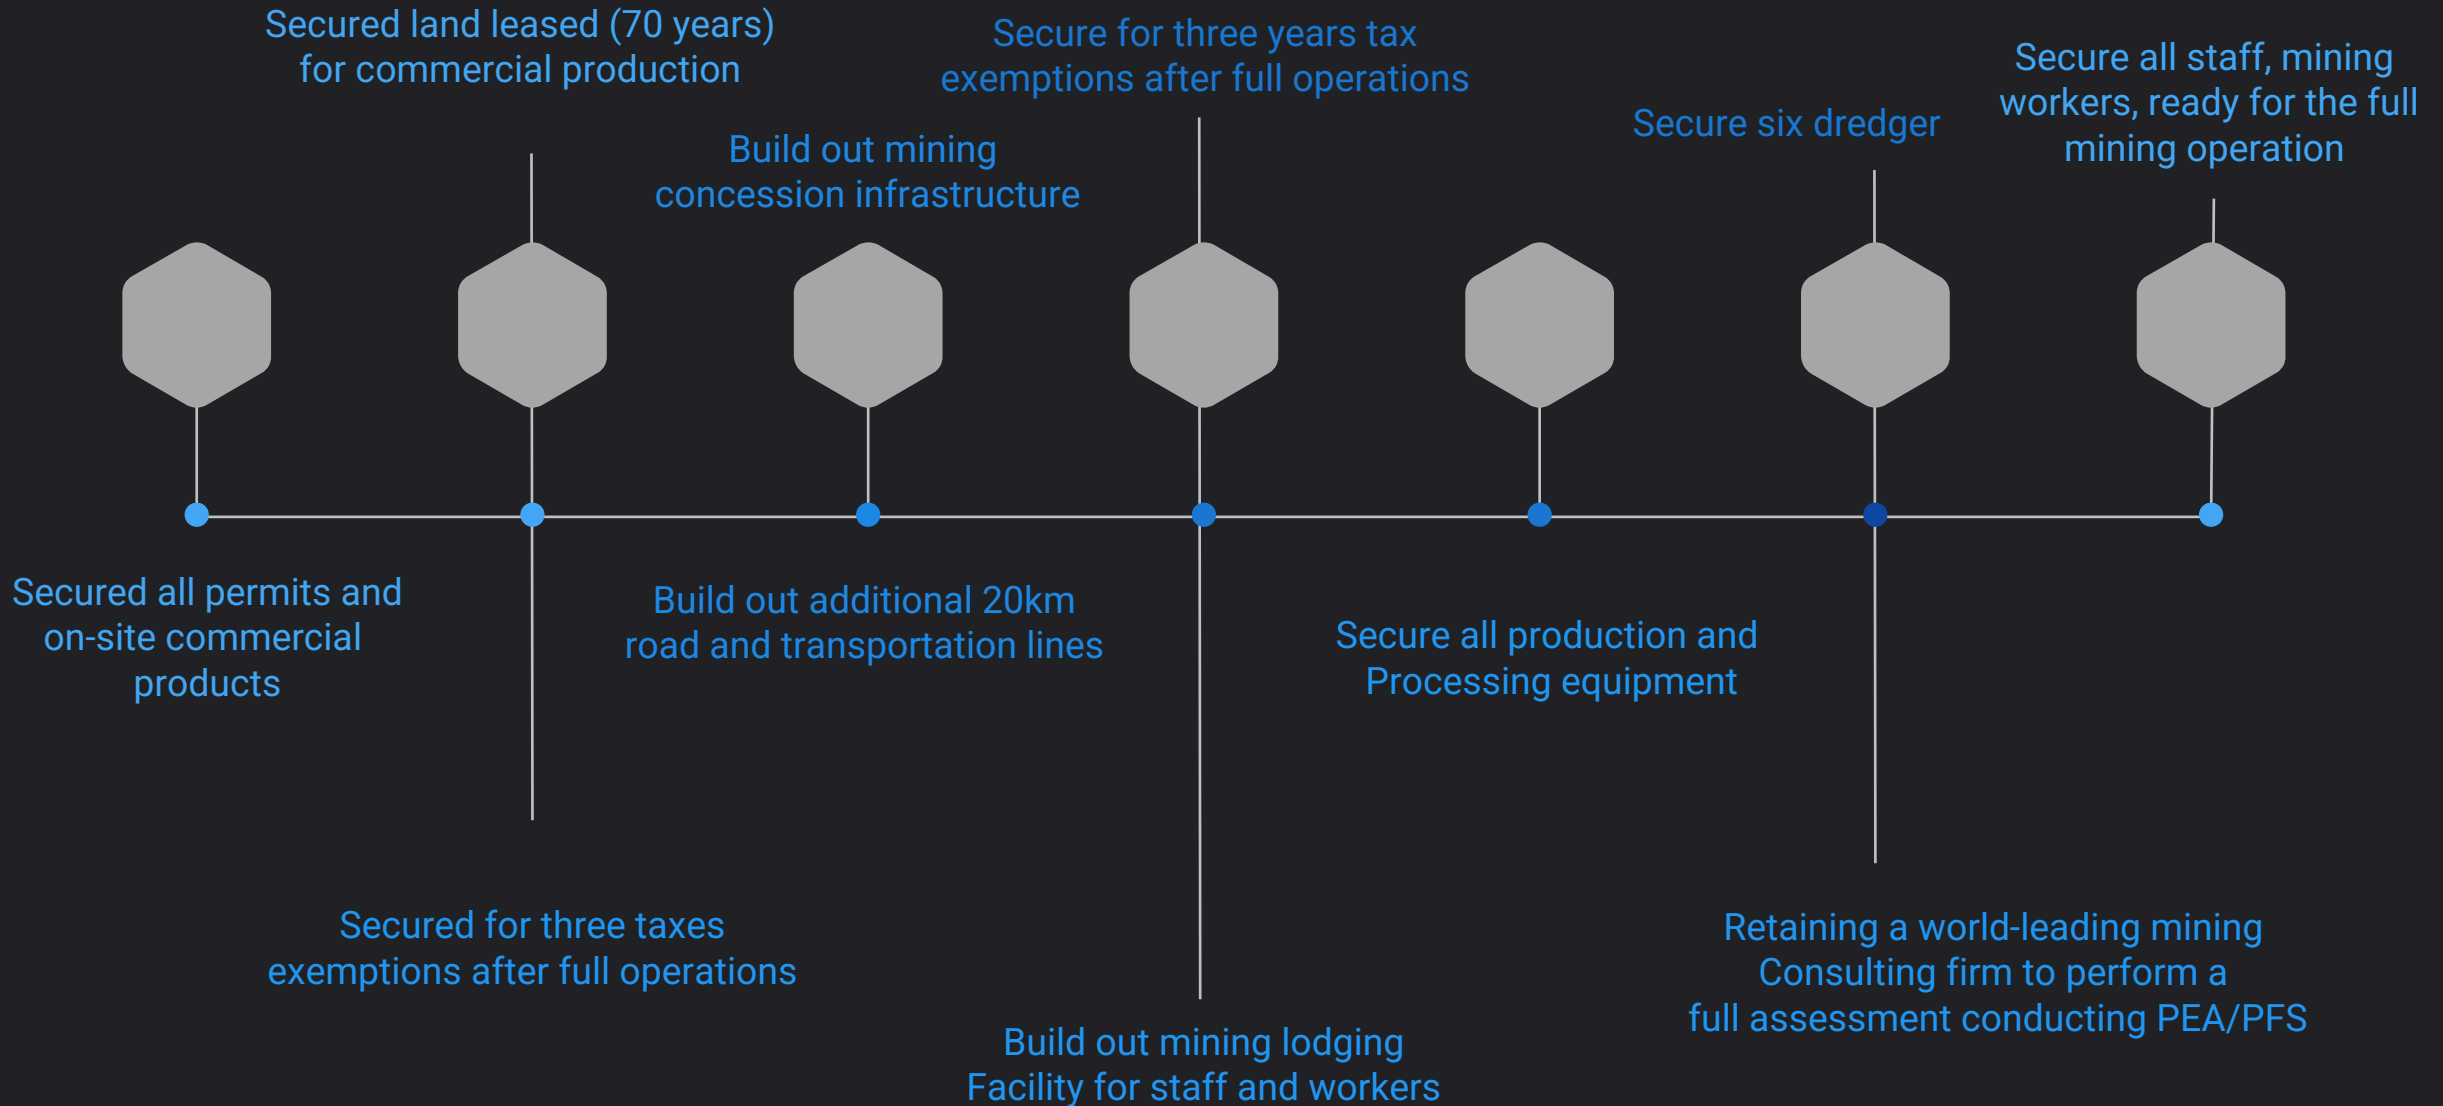 Secured land leased (70 years)
for commercial production
Secure for three years tax
exemptions after full operations
Secure all staff, mining
workers, ready for the full
mining operation
Build out mining
concession infrastructure
Secure six dredger
Secured all permits and
on-site commercial
products
Build out additional 20km
road and transportation lines
Secure all production and
Processing equipment
Secured for three taxes
exemptions after full operations
Retaining a world-leading mining
Consulting firm to perform a
full assessment conducting PEA/PFS
Build out mining lodging
Facility for staff and workers